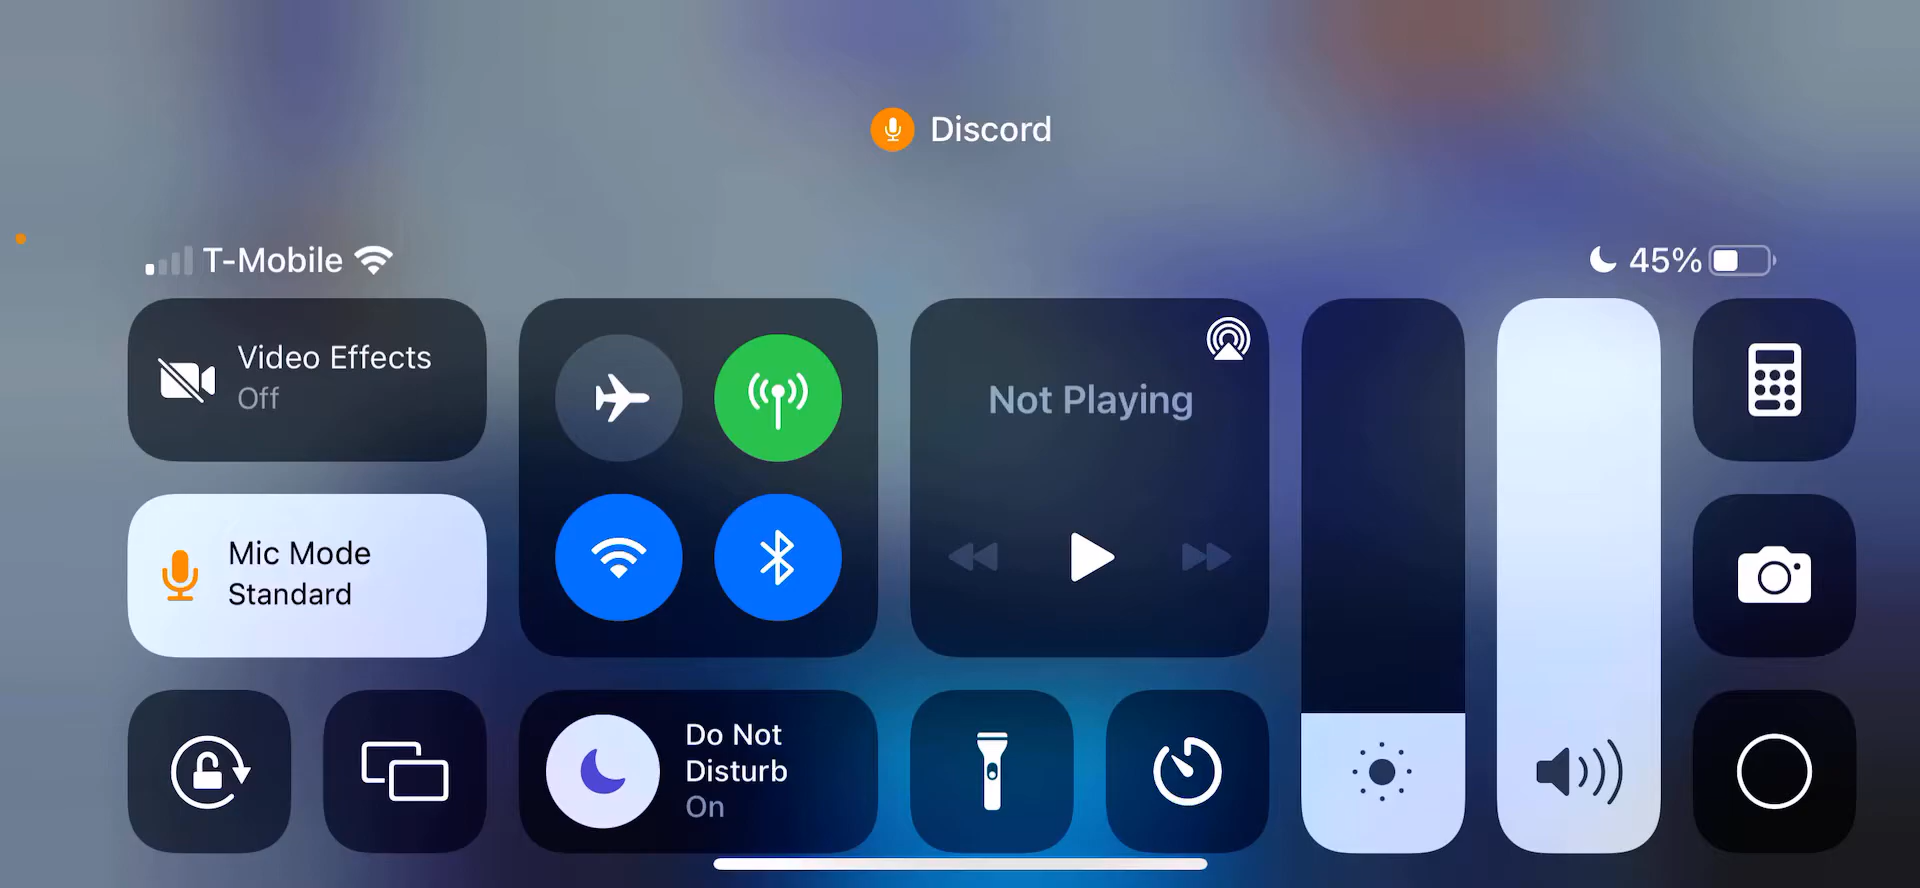 Discord
T-Mobile
45%
Video Effects
Off
Not Playing
Mic Mode
Standard
Do Not
Disturb
On